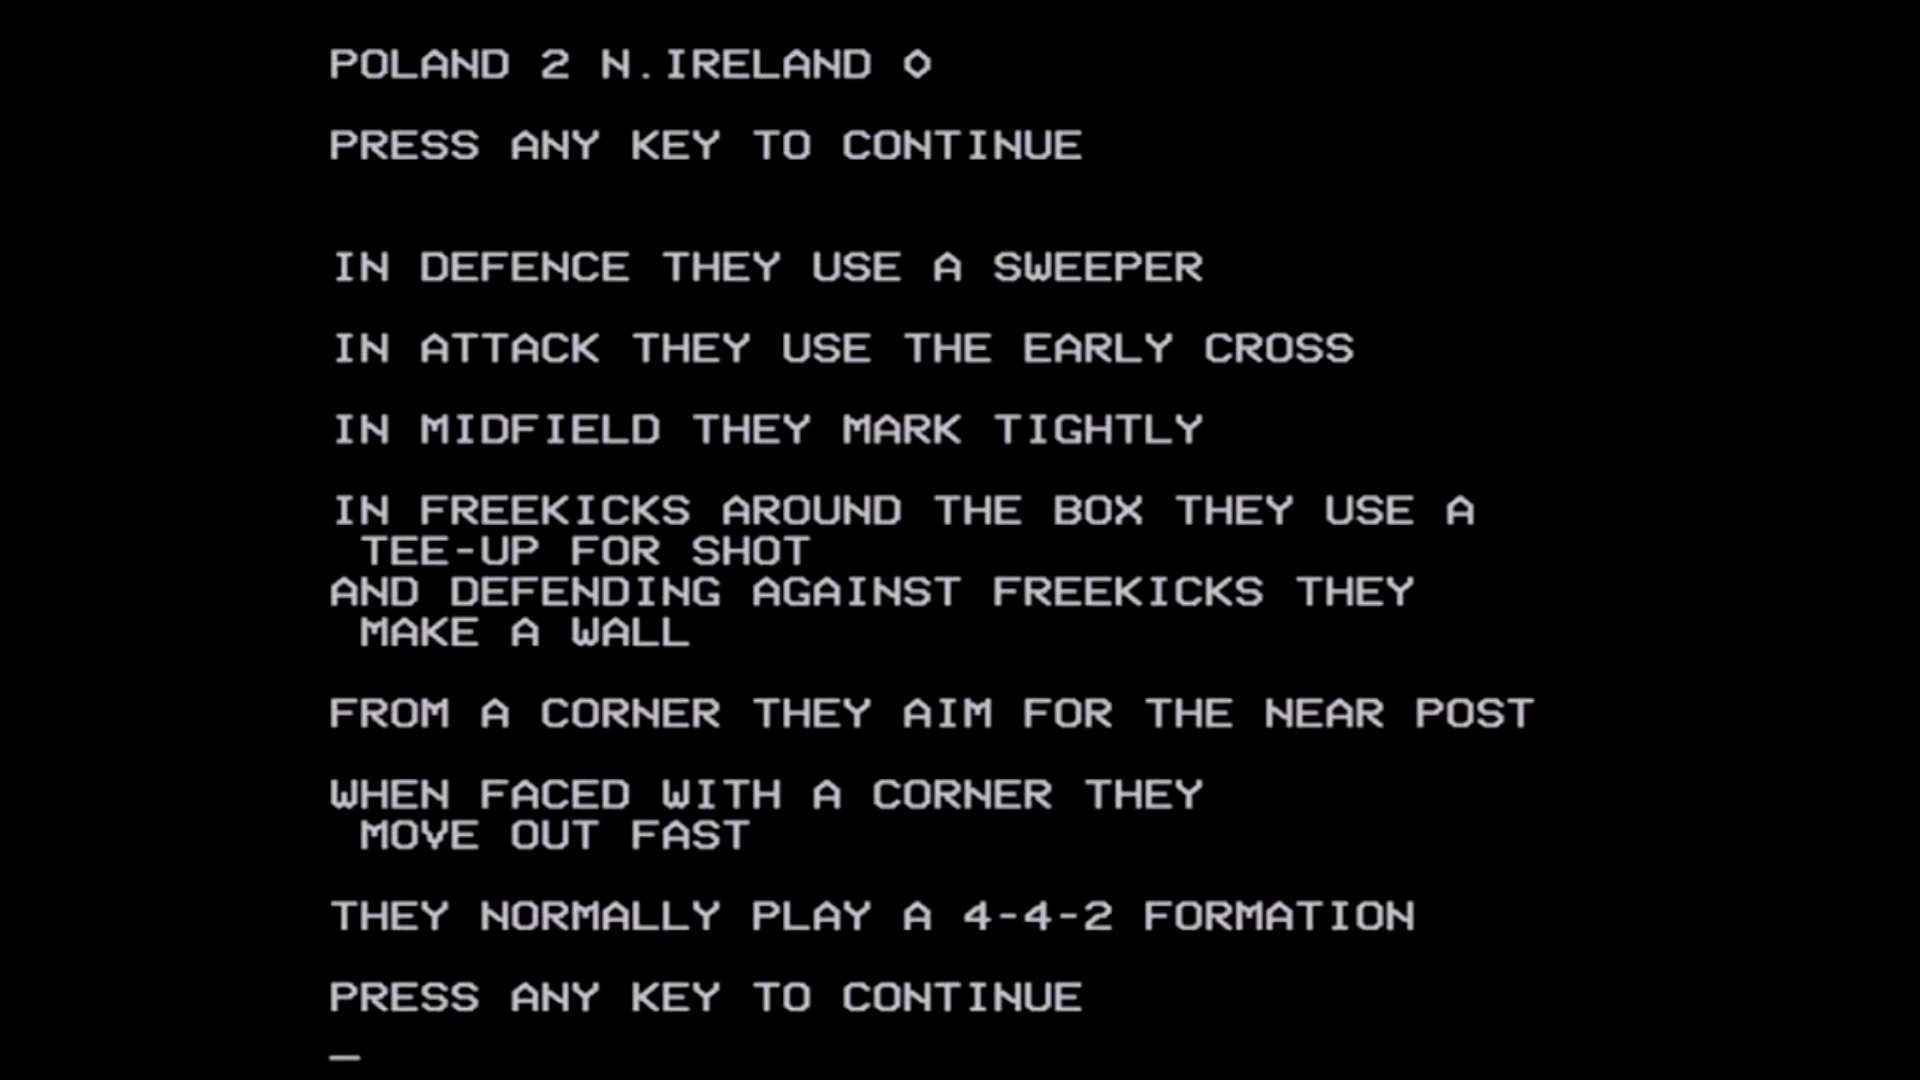 POLAND 2 N.IRELAND 0
PRESS ANY KEY TO CONTINUE
IN DEFENCE THEY USE A SWEEPER
IN ATTACK THEY USE THE EARLY CROSS
IN MIDFIELD THEY MARK TIGHTLY
IN FREEKICKS AROUND THE BOX THEY USE A
TEE-UP FOR SHOT
AND DEFENDING AGAINST FREEKICKS THEY
MAKE A WALL
FROM A CORNER THEY AIM FOR THE NEAR POST
WHEN FACED WITH A CORNER THEY
MOVE OUT FAST
THEY NORMALLY PLAY A 4-4-2 FORMATION
PRESS ANY KEY TO CONTINUE
_